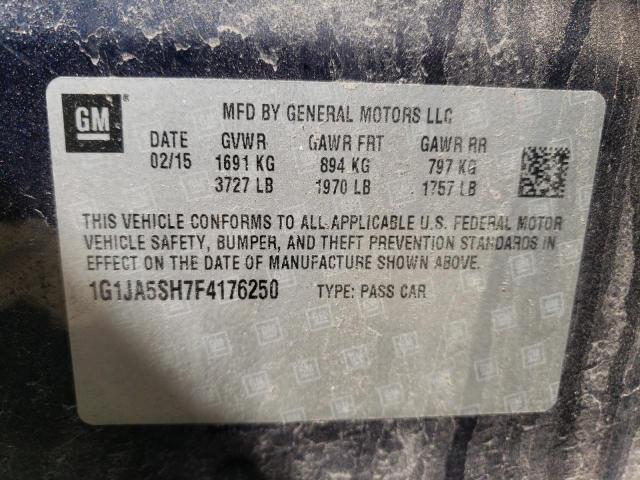 GM ®
MFD BY GENERAL MOTORS LLC
DATE GVWR GAWR FRT GAWR RR
02/15 1691 KG 894 KG 797 KG
3727 LB 1970 LB 1757 LB
THIS VEHICLE CONFORMS TO ALL APPLICABLE U.S. FEDERAL MOTOR
VEHICLE SAFETY, BUMPER, AND THEFT PREVENTION STANDARDS IN
EFFECT ON THE DATE OF MANUFACTURE SHOWN ABOVE.
1G1JA5SH7F4176250 TYPE: PASS CAR